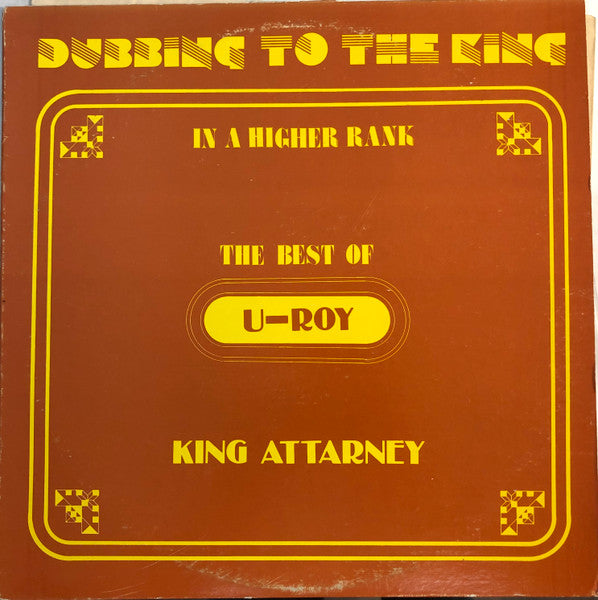 DUBBING TO THE KING
IN A HIGHER RANK
THE BEST OF
U-ROY
KING ATTARNEY